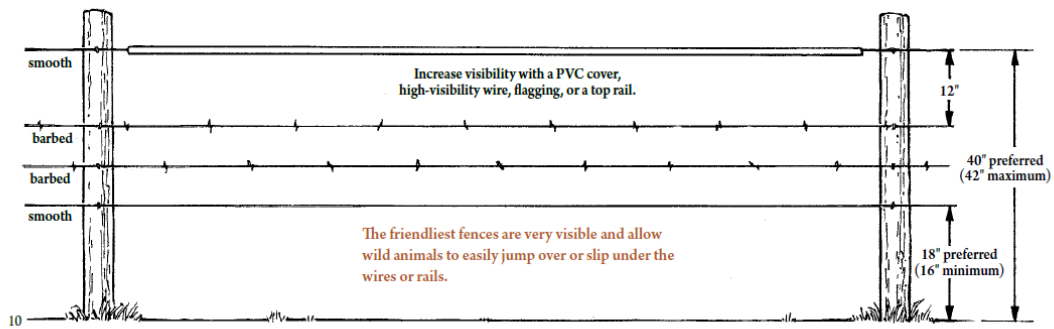 smooth
Increase visibility with a PVC cover,
high-visibility wire, flagging, or a top rail.
12"
barbed
40" preferred
(42" maximum)
barbed
smooth
The friendliest fences are very visible and allow
wild animals to easily jump over or slip under the
wires or rails.
18" preferred
(16" minimum)
10